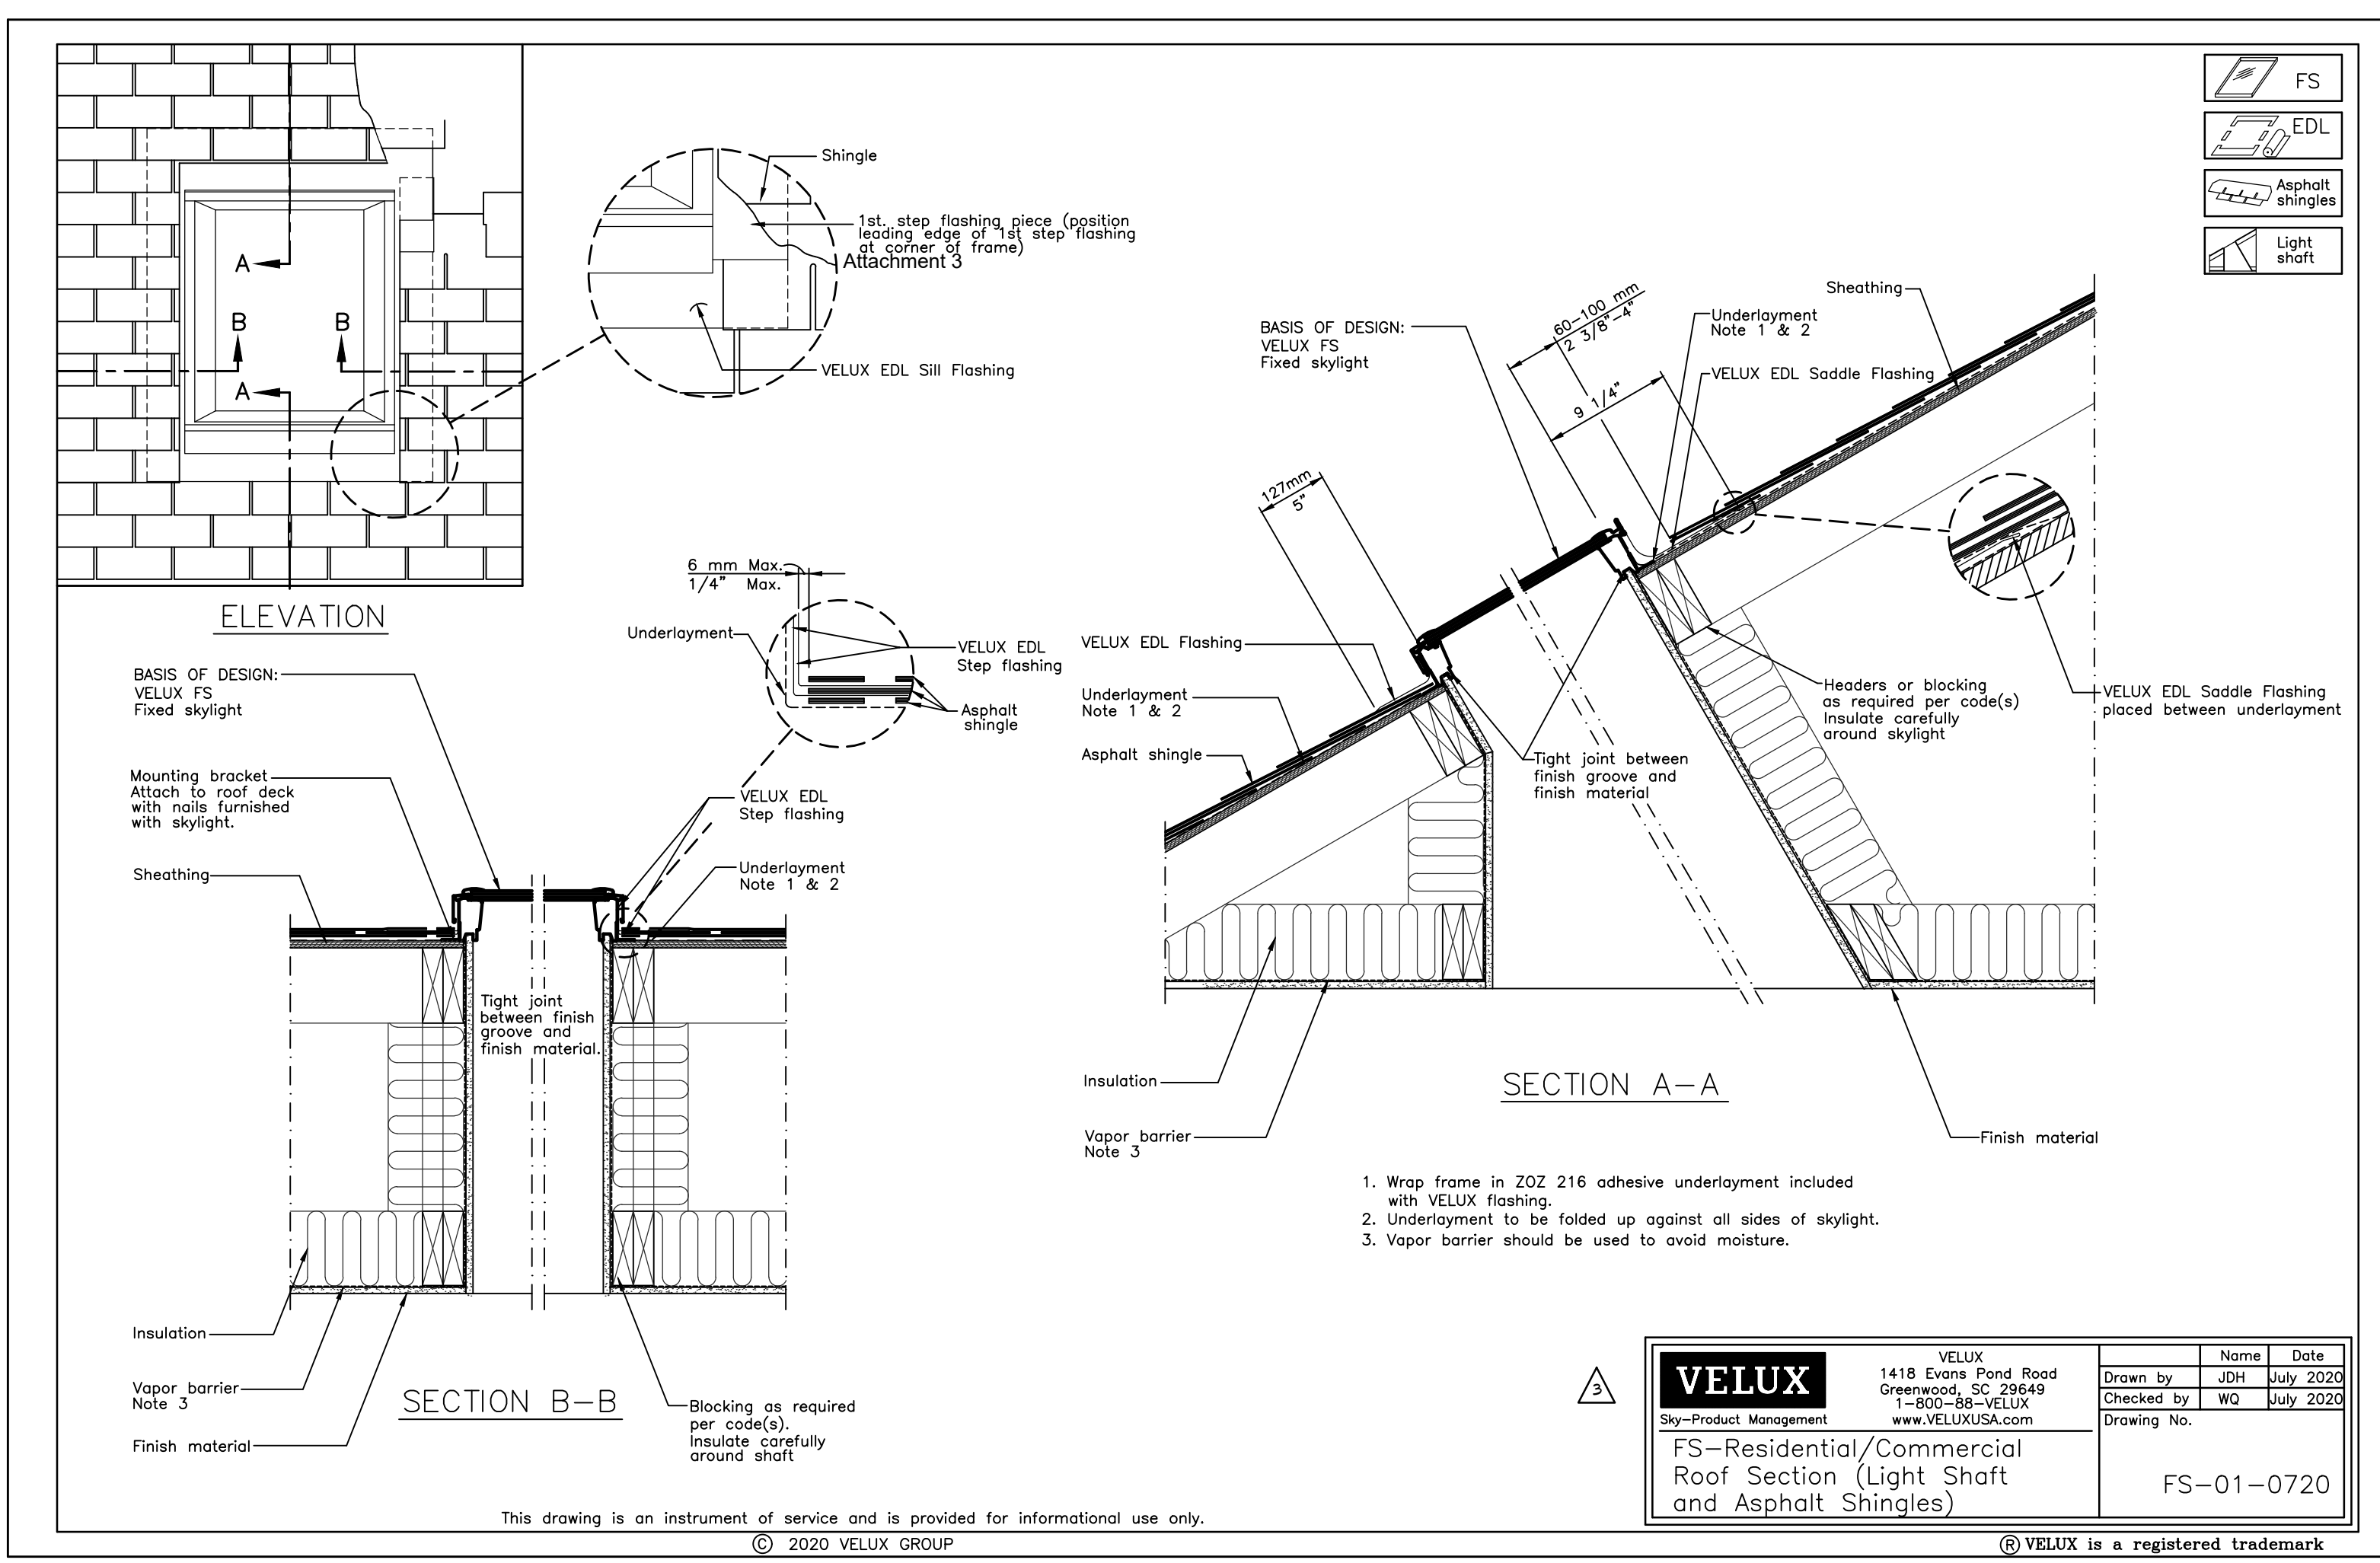 FS
EDL
Asphalt
shingles
Light
shaft
A
B
B
A
ELEVATION
Shingle
1st. step flashing piece (position
leading edge of 1st step flashing
at corner of frame)
Attachment 3
VELUX EDL Sill Flashing
6 mm Max.
1/4" Max.
Underlayment
VELUX EDL
Step flashing
Asphalt
shingle
BASIS OF DESIGN:
VELUX FS
Fixed skylight
Mounting bracket
Attach to roof deck
with nails furnished
with skylight.
Sheathing
VELUX EDL
Step flashing
Underlayment
Note 1 & 2
Tight joint
between finish
groove and
finish material.
Insulation
Vapor barrier
Note 3
Finish material
SECTION B-B
Blocking as required
per code(s).
Insulate carefully
around shaft
BASIS OF DESIGN:
VELUX FS
Fixed skylight
60-100 mm
2 3/8"-4"
9 1/4"
127mm
5"
Sheathing
Underlayment
Note 1 & 2
VELUX EDL Saddle Flashing
VELUX EDL Flashing
Underlayment
Note 1 & 2
Asphalt shingle
Headers or blocking
as required per code(s)
Insulate carefully
around skylight
VELUX EDL Saddle Flashing
placed between underlayment
Tight joint between
finish groove and
finish material
Insulation
Vapor barrier
Note 3
SECTION A-A
Finish material
1. Wrap frame in ZOZ 216 adhesive underlayment included
with VELUX flashing.
2. Underlayment to be folded up against all sides of skylight.
3. Vapor barrier should be used to avoid moisture.
3
VELUX
Sky-Product Management
VELUX
1418 Evans Pond Road
Greenwood, SC 29649
1-800-88-VELUX
www.VELUXUSA.com
Name Date
Drawn by JDH July 2020
Checked by WQ July 2020
Drawing No.
FS-01-0720
FS-Residential/Commercial
Roof Section (Light Shaft
and Asphalt Shingles)
This drawing is an instrument of service and is provided for informational use only.
© 2020 VELUX GROUP
® VELUX is a registered trademark